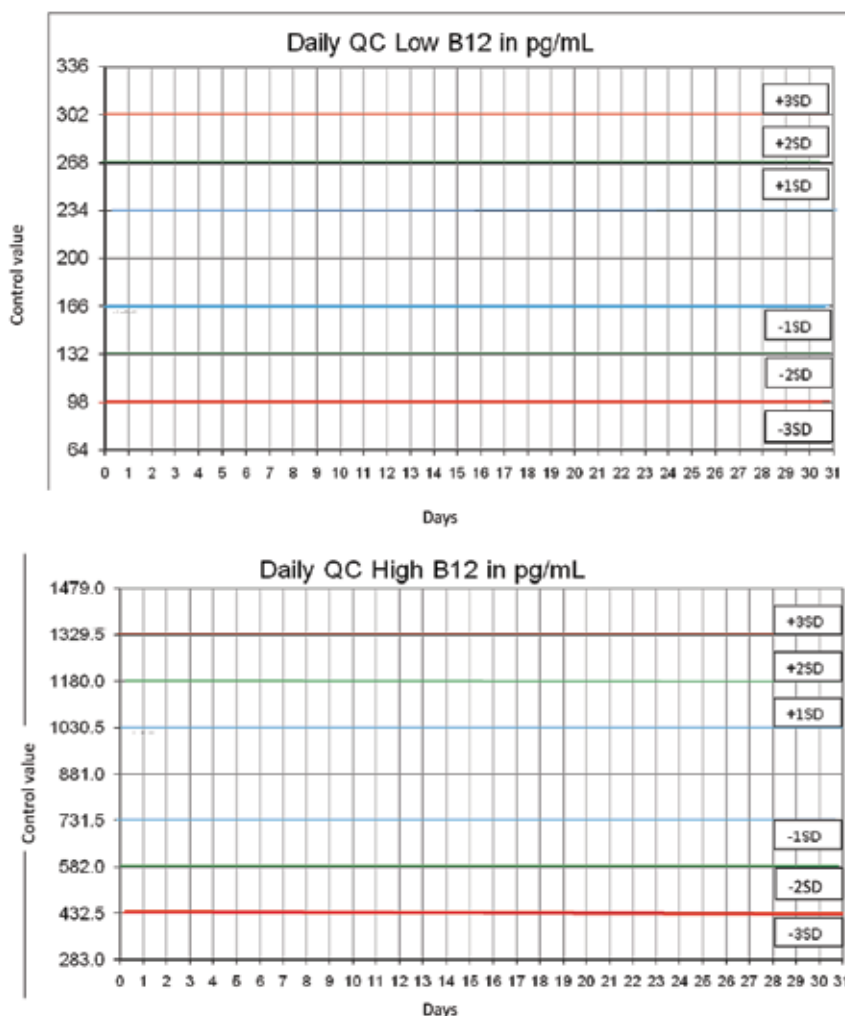 Daily QC Low B12 in pg/mL
336
+3SD
302
+2SD
268
+1SD
234
Control value
200
166
-1SD
132
-2SD
98
-3SD
64
0 1 2 3 4 5 6 7 8 9 10 11 12 13 14 15 16 17 18 19 20 21 22 23 24 25 26 27 28 29 30 31
Days
Daily QC High B12 in pg/mL
1479.0
+3SD
1329.5
+2SD
1180.0
+1SD
1030.5
Control value
881.0
731.5
-1SD
582.0
-2SD
432.5
-3SD
283.0
0 1 2 3 4 5 6 7 8 9 10 11 12 13 14 15 16 17 18 19 20 21 22 23 24 25 26 27 28 29 30 31
Days